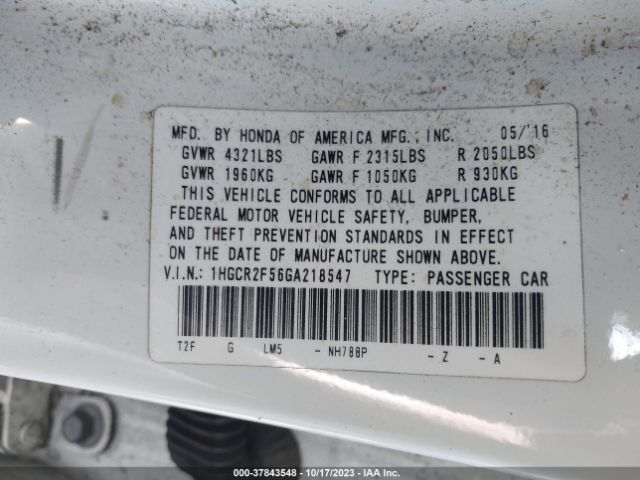 MFD. BY HONDA OF AMERICA MFG., INC. 05/'16
GVWR 4321LBS GAWR F 2315LBS R 2050LBS
GVWR 1960KG GAWR F 1050KG R 930KG
THIS VEHICLE CONFORMS TO ALL APPLICABLE
FEDERAL MOTOR VEHICLE SAFETY, BUMPER,
AND THEFT PREVENTION STANDARDS IN EFFECT
ON THE DATE OF MANUFACTURE SHOWN ABOVE.
V.I.N.: 1HGCR2F56GA218547 TYPE: PASSENGER CAR
T2F G LM5 - NH788P - Z - A
000-37843548 | 10/17/2023 | IAA Inc.